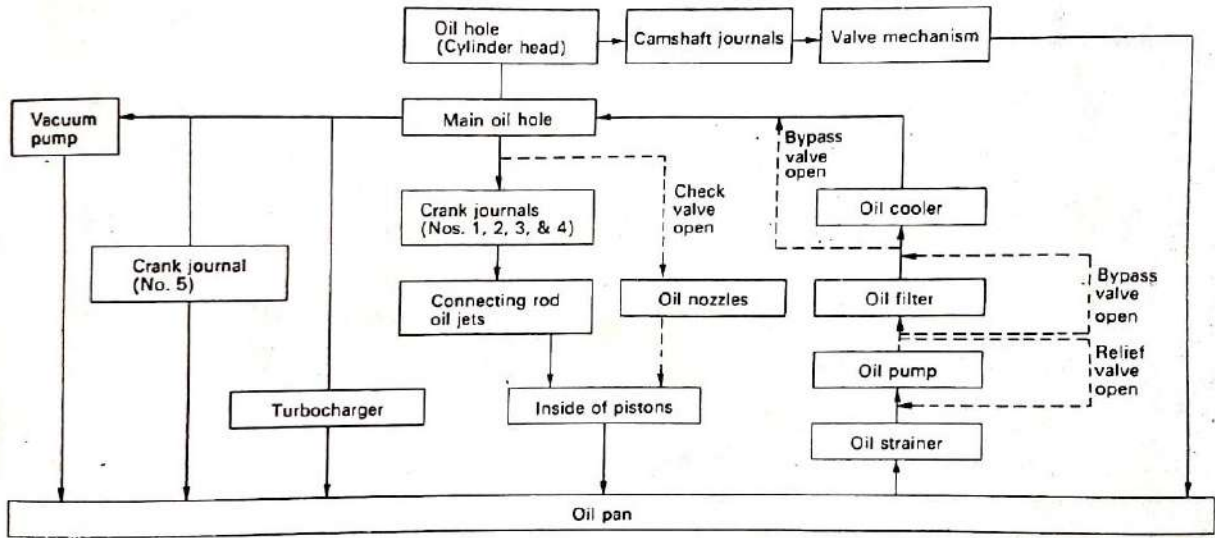 Oil hole
(Cylinder head)
Camshaft journals
Valve mechanism
Vacuum
pump
Main oil hole
Bypass
valve
open
Check
valve
open
Crank journals
(Nos. 1, 2, 3, & 4)
Oil cooler
Crank journal
(No. 5)
Connecting rod
oil jets
Oil nozzles
Oil filter
Bypass
valve
open
Relief
valve
open
Oil pump
Turbocharger
Inside of pistons
Oil strainer
Oil pan